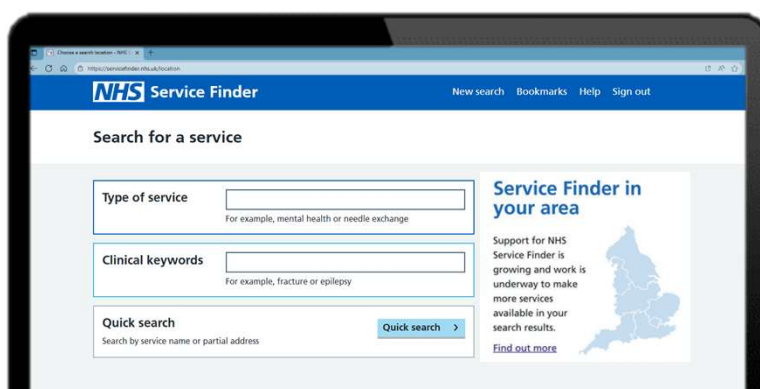 Choose a search location - NHS S
https://servicefinder.nhs.uk/location
NHS Service Finder
New search Bookmarks Help Sign out
Search for a service
Type of service
For example, mental health or needle exchange
Clinical keywords
For example, fracture or epilepsy
Quick search
Search by service name or partial address
Quick search >
Service Finder in
your area
Support for NHS
Service Finder is
growing and work is
underway to make
more services
available in your
search results.
Find out more